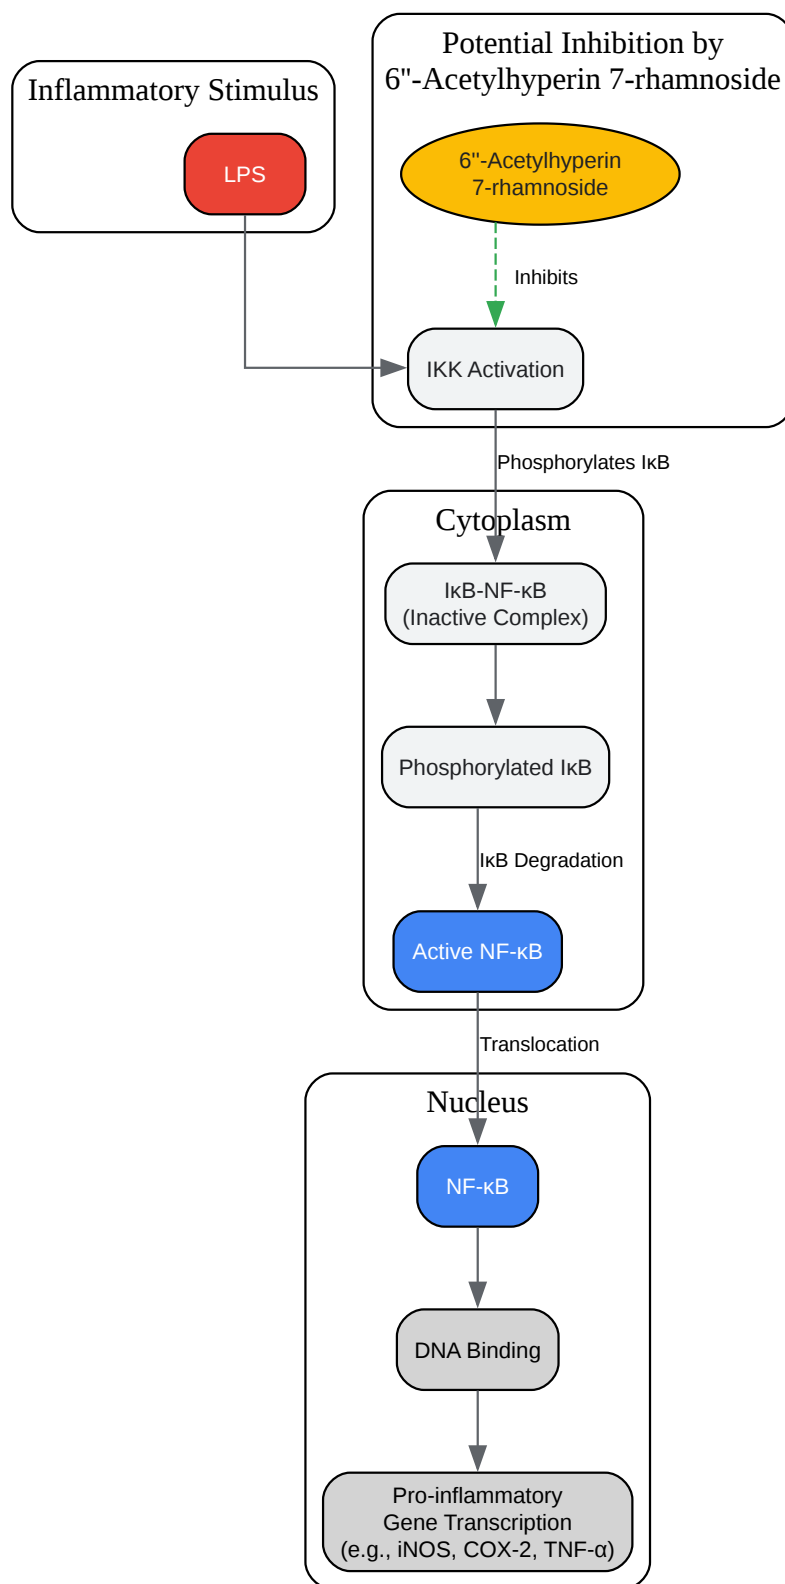 Potential Inhibition by
6''-Acetylhyperin 7-rhamnoside
Inflammatory Stimulus
LPS
6''-Acetylhyperin
7-rhamnoside
Inhibits
IKK Activation
Phosphorylates IκB
Cytoplasm
IκB-NF-κB
(Inactive Complex)
Phosphorylated IκB
IκB Degradation
Active NF-κB
Translocation
Nucleus
NF-κB
DNA Binding
Pro-inflammatory
Gene Transcription
(e.g., iNOS, COX-2, TNF-α)